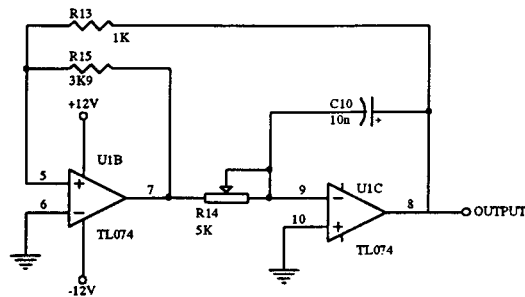 R13
1K
R15
3K9
+12V
C10
10n
+
U1B
5
+
7
6
−
TL074
-12V
R14
5K
9
−
U1C
8
OUTPUT
10
+
TL074